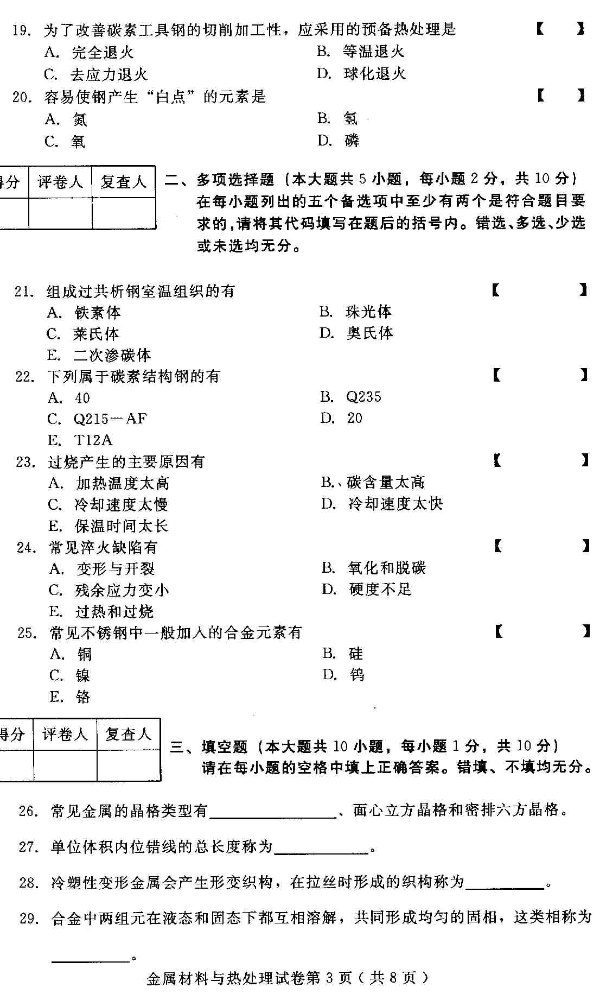 19. 为了改善碳素工具钢的切削加工性，应采用的预备热处理是 【 】
A. 完全退火 B. 等温退火
C. 去应力退火 D. 球化退火
20. 容易使钢产生“白点”的元素是 【 】
A. 氮 B. 氢
C. 氧 D. 磷
得分 评卷人 复查人
二、多项选择题（本大题共 5 小题，每小题 2 分，共 10 分）
在每小题列出的五个备选项中至少有两个是符合题目要
求的，请将其代码填写在题后的括号内。错选、多选、少选
或未选均无分。
21. 组成过共析钢室温组织的有 【 】
A. 铁素体 B. 珠光体
C. 莱氏体 D. 奥氏体
E. 二次渗碳体
22. 下列属于碳素结构钢的有 【 】
A. 40 B. Q235
C. Q215－AF D. 20
E. T12A
23. 过烧产生的主要原因有 【 】
A. 加热温度太高 B. 碳含量太高
C. 冷却速度太慢 D. 冷却速度太快
E. 保温时间太长
24. 常见淬火缺陷有 【 】
A. 变形与开裂 B. 氧化和脱碳
C. 残余应力变小 D. 硬度不足
E. 过热和过烧
25. 常见不锈钢中一般加入的合金元素有 【 】
A. 铜 B. 硅
C. 镍 D. 钨
E. 铬
得分 评卷人 复查人
三、填空题（本大题共 10 小题，每小题 1 分，共 10 分）
请在每小题的空格中填上正确答案。错填、不填均无分。
26. 常见金属的晶格类型有________、面心立方晶格和密排六方晶格。
27. 单位体积内位错线的总长度称为______。
28. 冷塑性变形金属会产生形变织构，在拉丝时形成的织构称为_____。
29. 合金中两组元在液态和固态下都互相溶解，共同形成均匀的固相，这类相称为
_____。
金属材料与热处理试卷第 3 页（共 8 页）